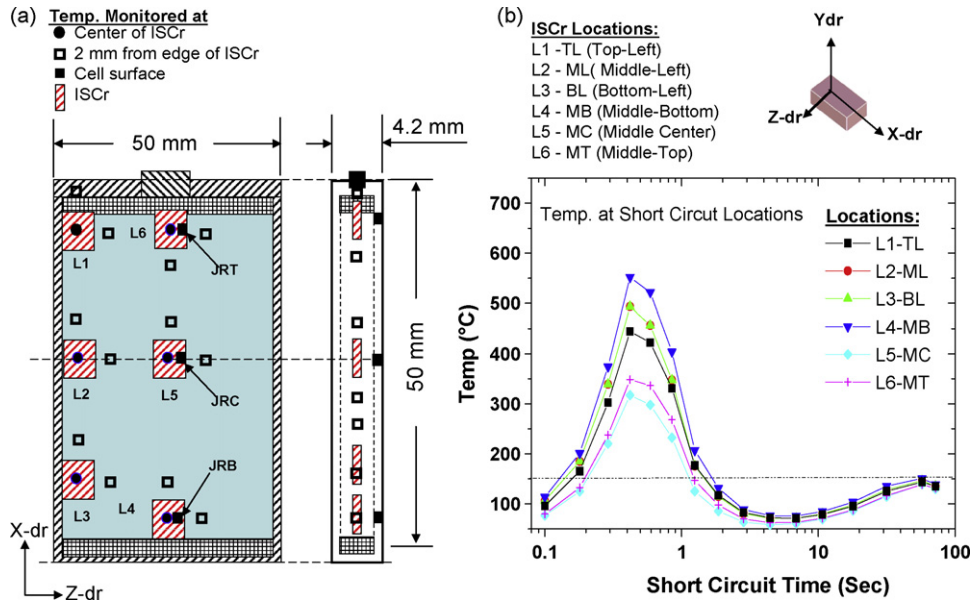 (a)
Temp. Monitored at
Center of ISCr
2 mm from edge of ISCr
Cell surface
ISCr
50 mm
4.2 mm
L6
L1
JRT
L2
L5
JRC
50 mm
JRB
L3
L4
X-dr
Z-dr
(b)
ISCr Locations:
L1 -TL (Top-Left)
L2 - ML( Middle-Left)
L3 - BL (Bottom-Left)
L4 - MB (Middle-Bottom)
L5 - MC (Middle Center)
L6 - MT (Middle-Top)
Ydr
Z-dr
X-dr
Temp. at Short Circut Locations
Locations:
L1-TL
L2-ML
L3-BL
L4-MB
L5-MC
L6-MT
Temp (°C)
700
600
500
400
300
200
100
0.1
1
10
100
Short Circuit Time (Sec)